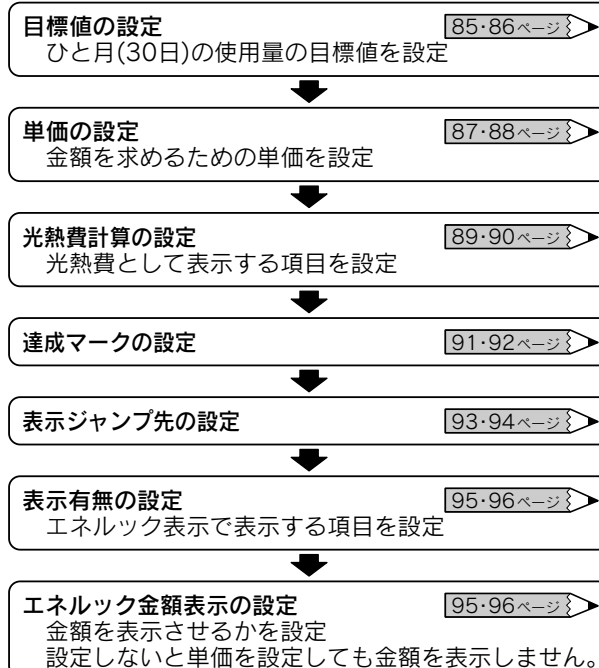 目標値の設定 85·86ページ
ひと月(30日)の使用量の目標値を設定
単価の設定 87·88ページ
金額を求めるための単価を設定
光熱費計算の設定 89·90ページ
光熱費として表示する項目を設定
達成マークの設定 91·92ページ
表示ジャンプ先の設定 93·94ページ
表示有無の設定 95·96ページ
エネルック表示で表示する項目を設定
エネルック金額表示の設定 95·96ページ
金額を表示させるかを設定
設定しないと単価を設定しても金額を表示しません。